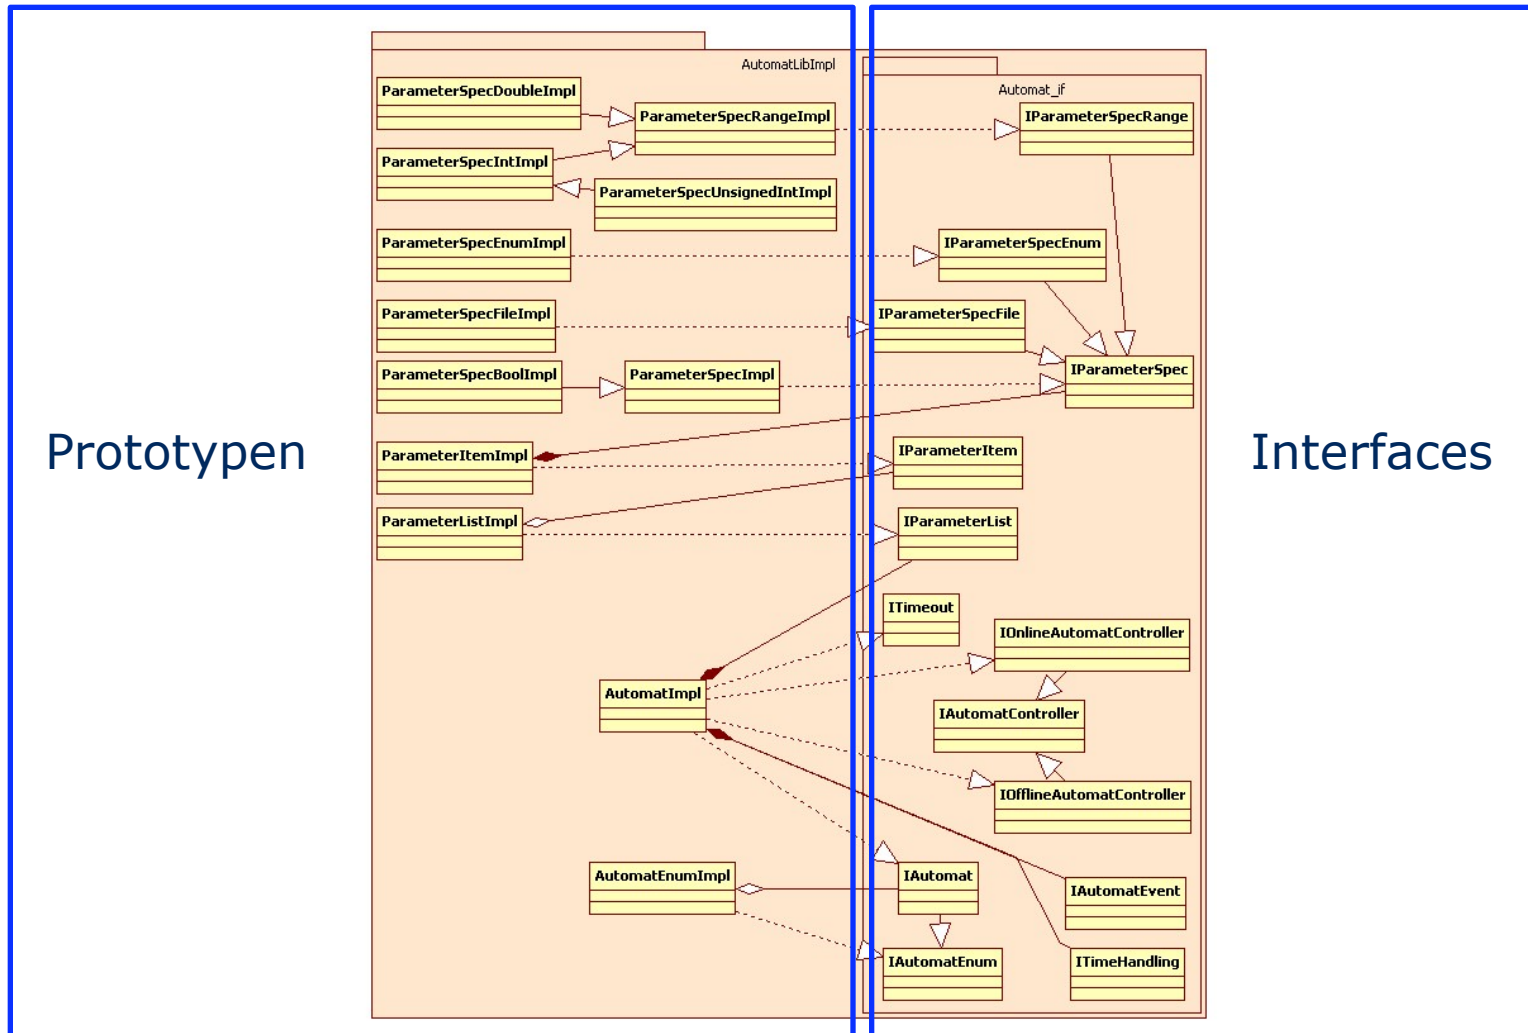 AutomatLibImpl
Automat_if
ParameterSpecDoubleImpl
ParameterSpecRangeImpl
IParameterSpecRange
ParameterSpecIntImpl
ParameterSpecUnsignedIntImpl
ParameterSpecEnumImpl
IParameterSpecEnum
ParameterSpecFileImpl
IParameterSpecFile
ParameterSpecBoolImpl
ParameterSpecImpl
IParameterSpec
Prototypen
Interfaces
ParameterItemImpl
IParameterItem
ParameterListImpl
IParameterList
ITimeout
IOnlineAutomatController
AutomatImpl
IAutomatController
IOfflineAutomatController
AutomatEnumImpl
IAutomat
IAutomatEvent
IAutomatEnum
ITimeHandling